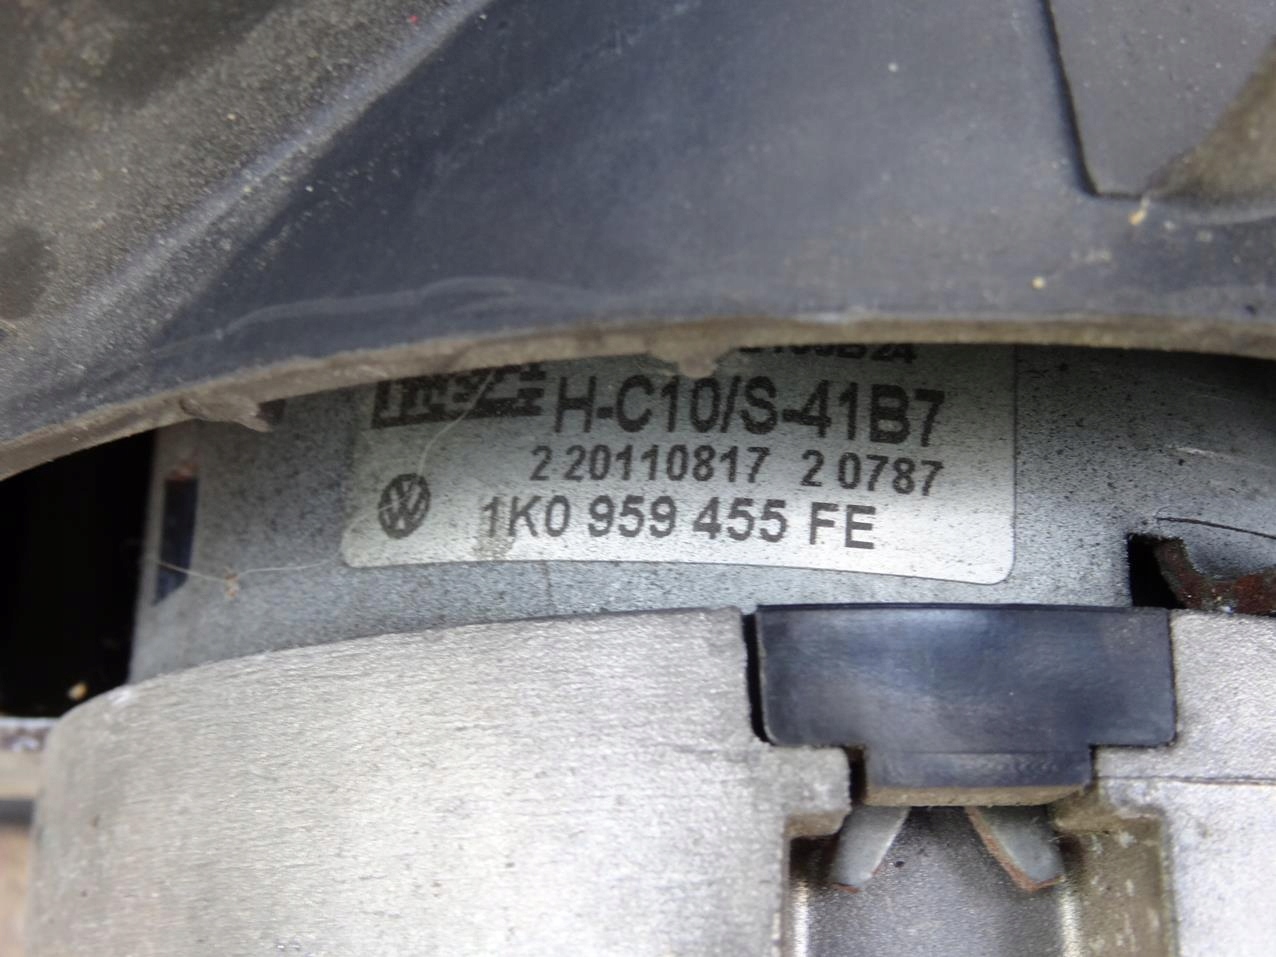 H-C10/S-41B7
2 20110817 2 0787
1K0 959 455 FE